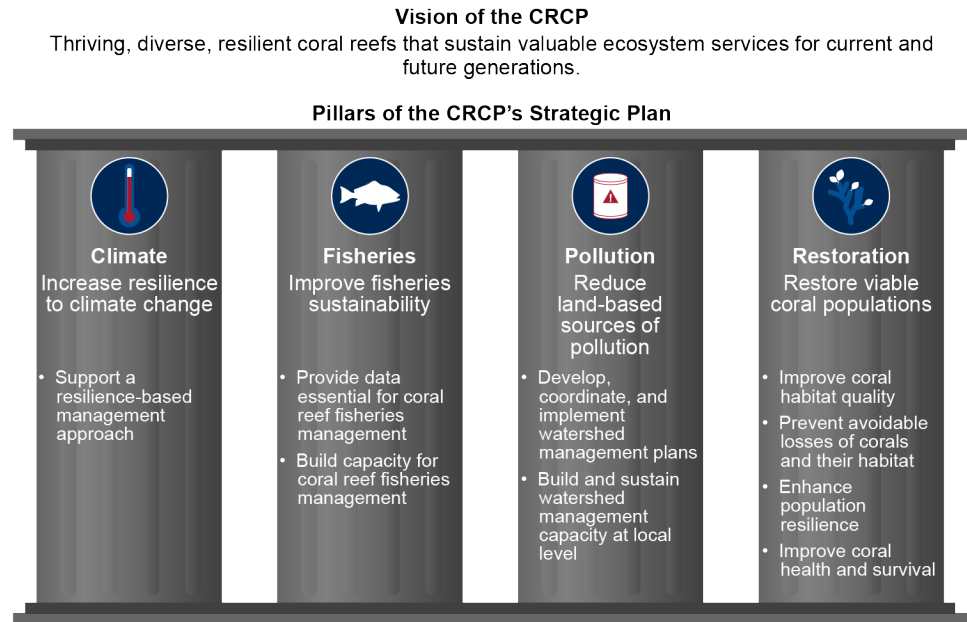 Vision of the CRCP
Thriving, diverse, resilient coral reefs that sustain valuable ecosystem services for current and
future generations.
Pillars of the CRCP’s Strategic Plan
Climate
Increase resilience
to climate change
• Support a
resilience-based
management
approach
Fisheries
Improve fisheries
sustainability
• Provide data
essential for coral
reef fisheries
management
• Build capacity for
coral reef fisheries
management
Pollution
Reduce
land-based
sources of
pollution
• Develop,
coordinate, and
implement
watershed
management plans
• Build and sustain
watershed
management
capacity at local
level
Restoration
Restore viable
coral populations
• Improve coral
habitat quality
• Prevent avoidable
losses of corals
and their habitat
• Enhance
population
resilience
• Improve coral
health and survival